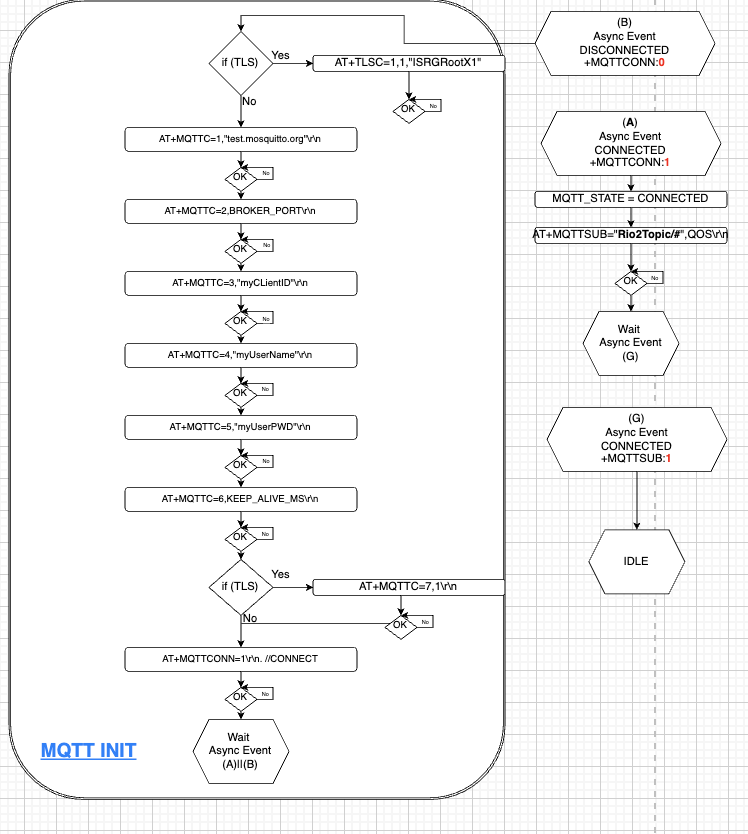 if (TLS)
Yes
AT+TLSC=1,1,"ISRGRootX1"
OK
No
No
AT+MQTTC=1,"test.mosquitto.org"\r\n
OK
No
AT+MQTTC=2,BROKER_PORT\r\n
OK
No
AT+MQTTC=3,"myCLientID"\r\n
OK
No
AT+MQTTC=4,"myUserName"\r\n
OK
No
AT+MQTTC=5,"myUserPWD"\r\n
OK
No
AT+MQTTC=6,KEEP_ALIVE_MS\r\n
OK
No
if (TLS)
Yes
AT+MQTTC=7,1\r\n
OK
No
No
AT+MQTTCONN=1\r\n. //CONNECT
OK
No
Wait
Async Event
(A)||(B)
MQTT INIT
(B)
Async Event
DISCONNECTED
+MQTTCONN:0
(A)
Async Event
CONNECTED
+MQTTCONN:1
MQTT_STATE = CONNECTED
AT+MQTTSUB="Rio2Topic/#",QOS\r\n
OK
No
Wait
Async Event
(G)
(G)
Async Event
CONNECTED
+MQTTSUB:1
IDLE